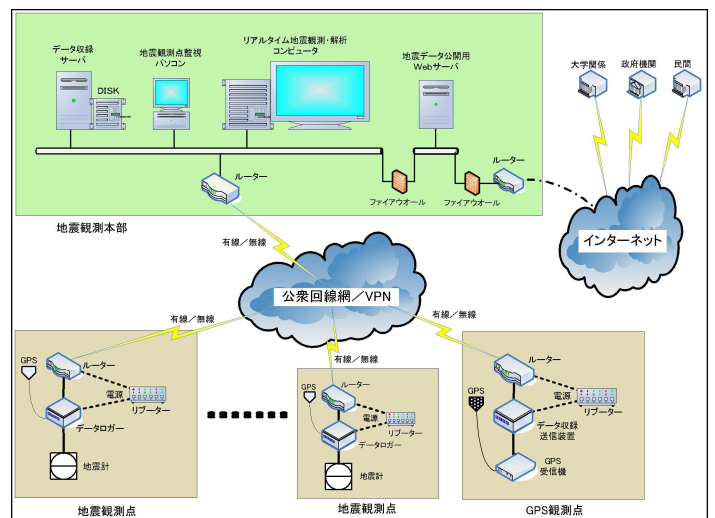 データ収録
サーバ
DISK
地震観測点監視
パソコン
リアルタイム地震観測・解析
コンピュータ
地震データ公開用
Webサーバ
大学関係
政府機関
民間
ルーター
ファイアウオール
ファイアウオール
ルーター
地震観測本部
インターネット
有線／無線
公衆回線網／VPN
有線／無線
有線／無線
有線／無線
GPS
ルーター
電源
リブーター
データロガー
地震計
地震観測点
GPS
ルーター
電源
リブーター
データロガー
地震計
地震観測点
GPS
ルーター
電源
リブーター
データ収録
送信装置
GPS
受信機
GPS観測点